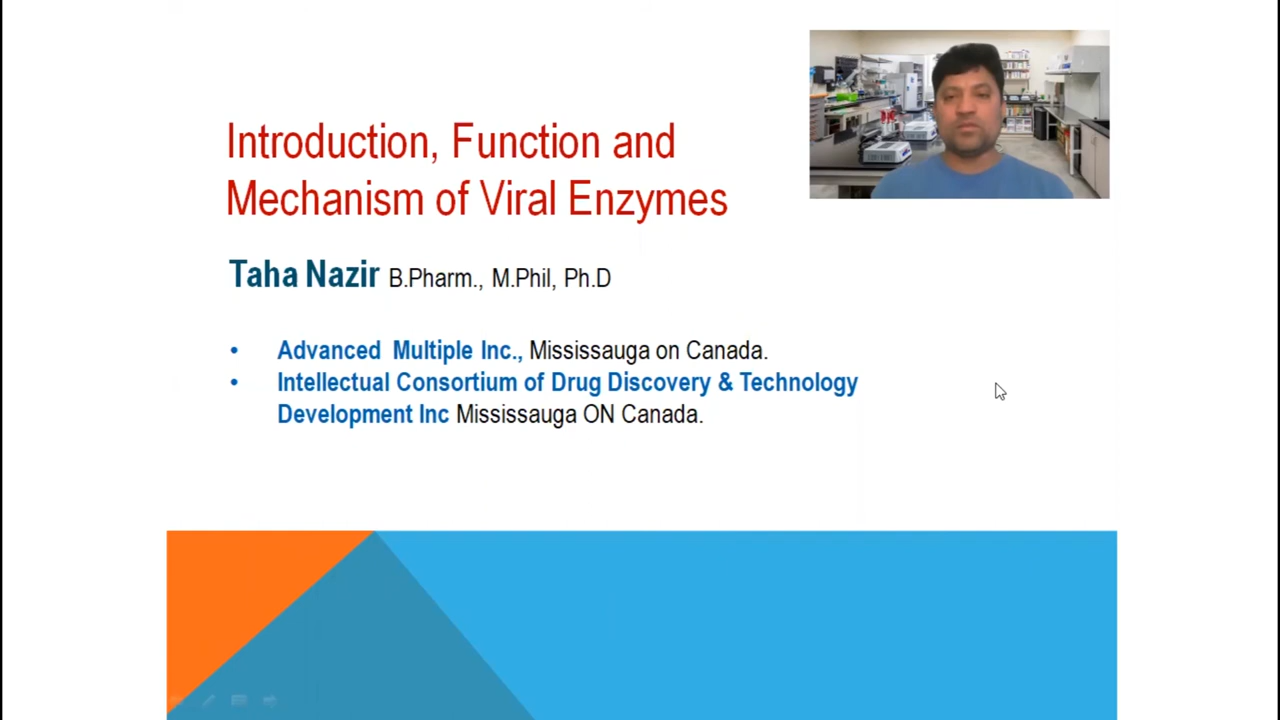 Introduction, Function and
Mechanism of Viral Enzymes
Taha Nazir B.Pharm., M.Phil, Ph.D
• Advanced Multiple Inc., Mississauga on Canada.
• Intellectual Consortium of Drug Discovery & Technology
Development Inc Mississauga ON Canada.